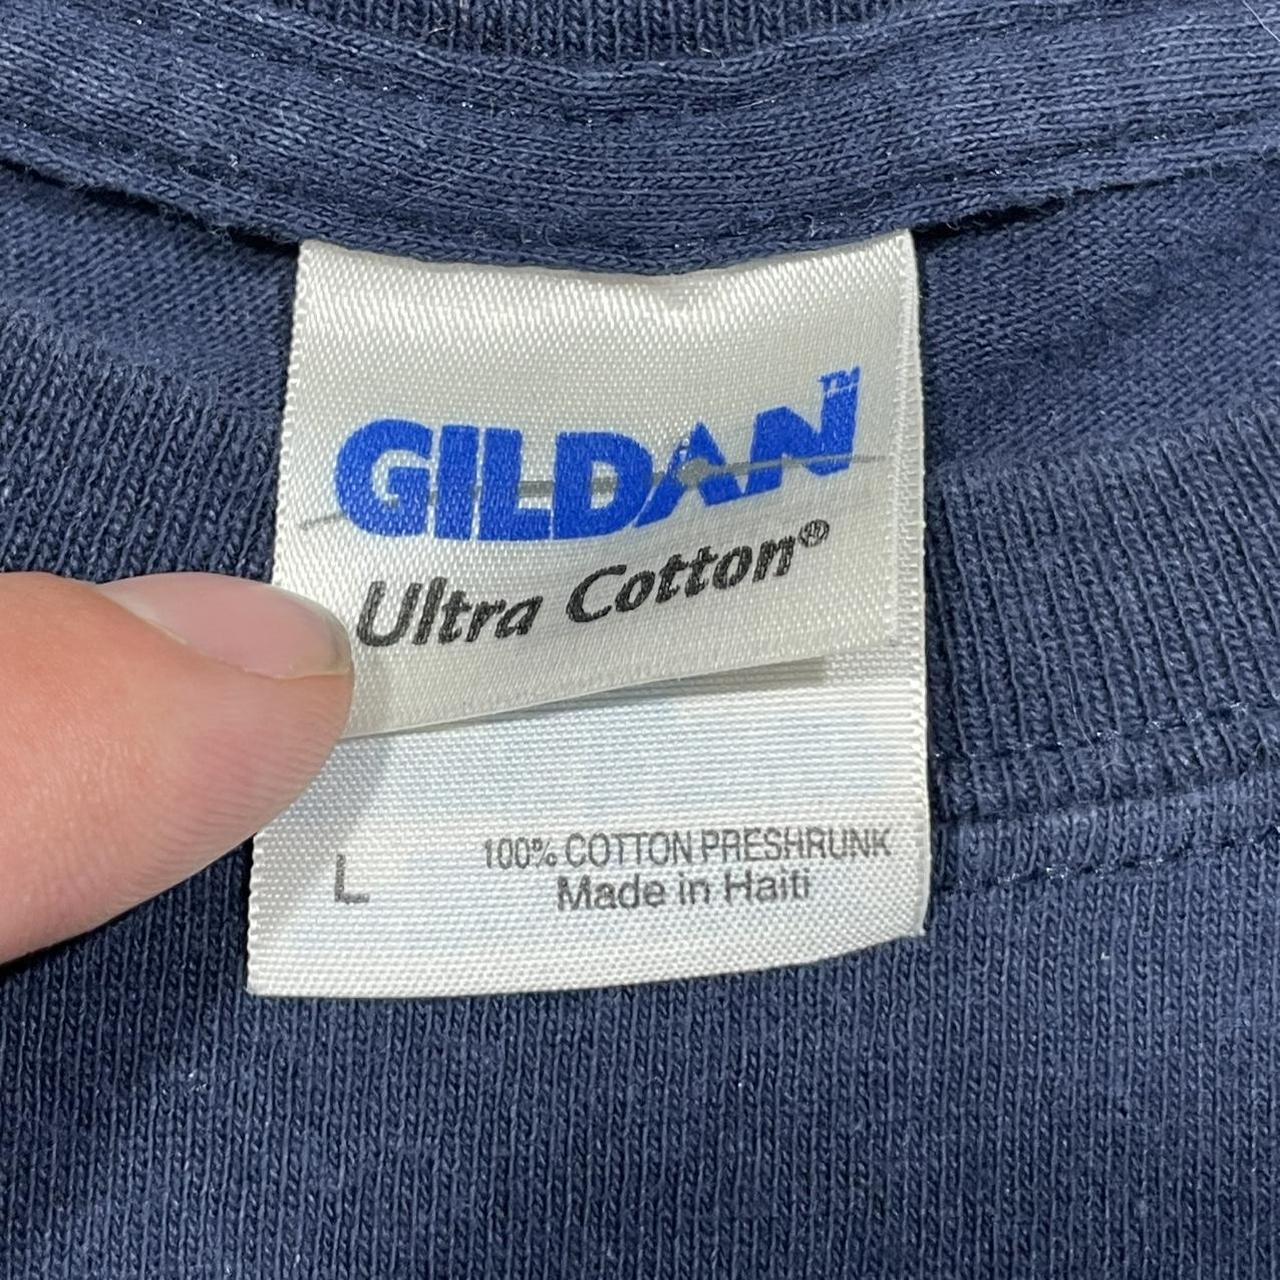 GILDAN™
Ultra Cotton®
L
100% COTTON PRESHRUNK
Made in Haiti